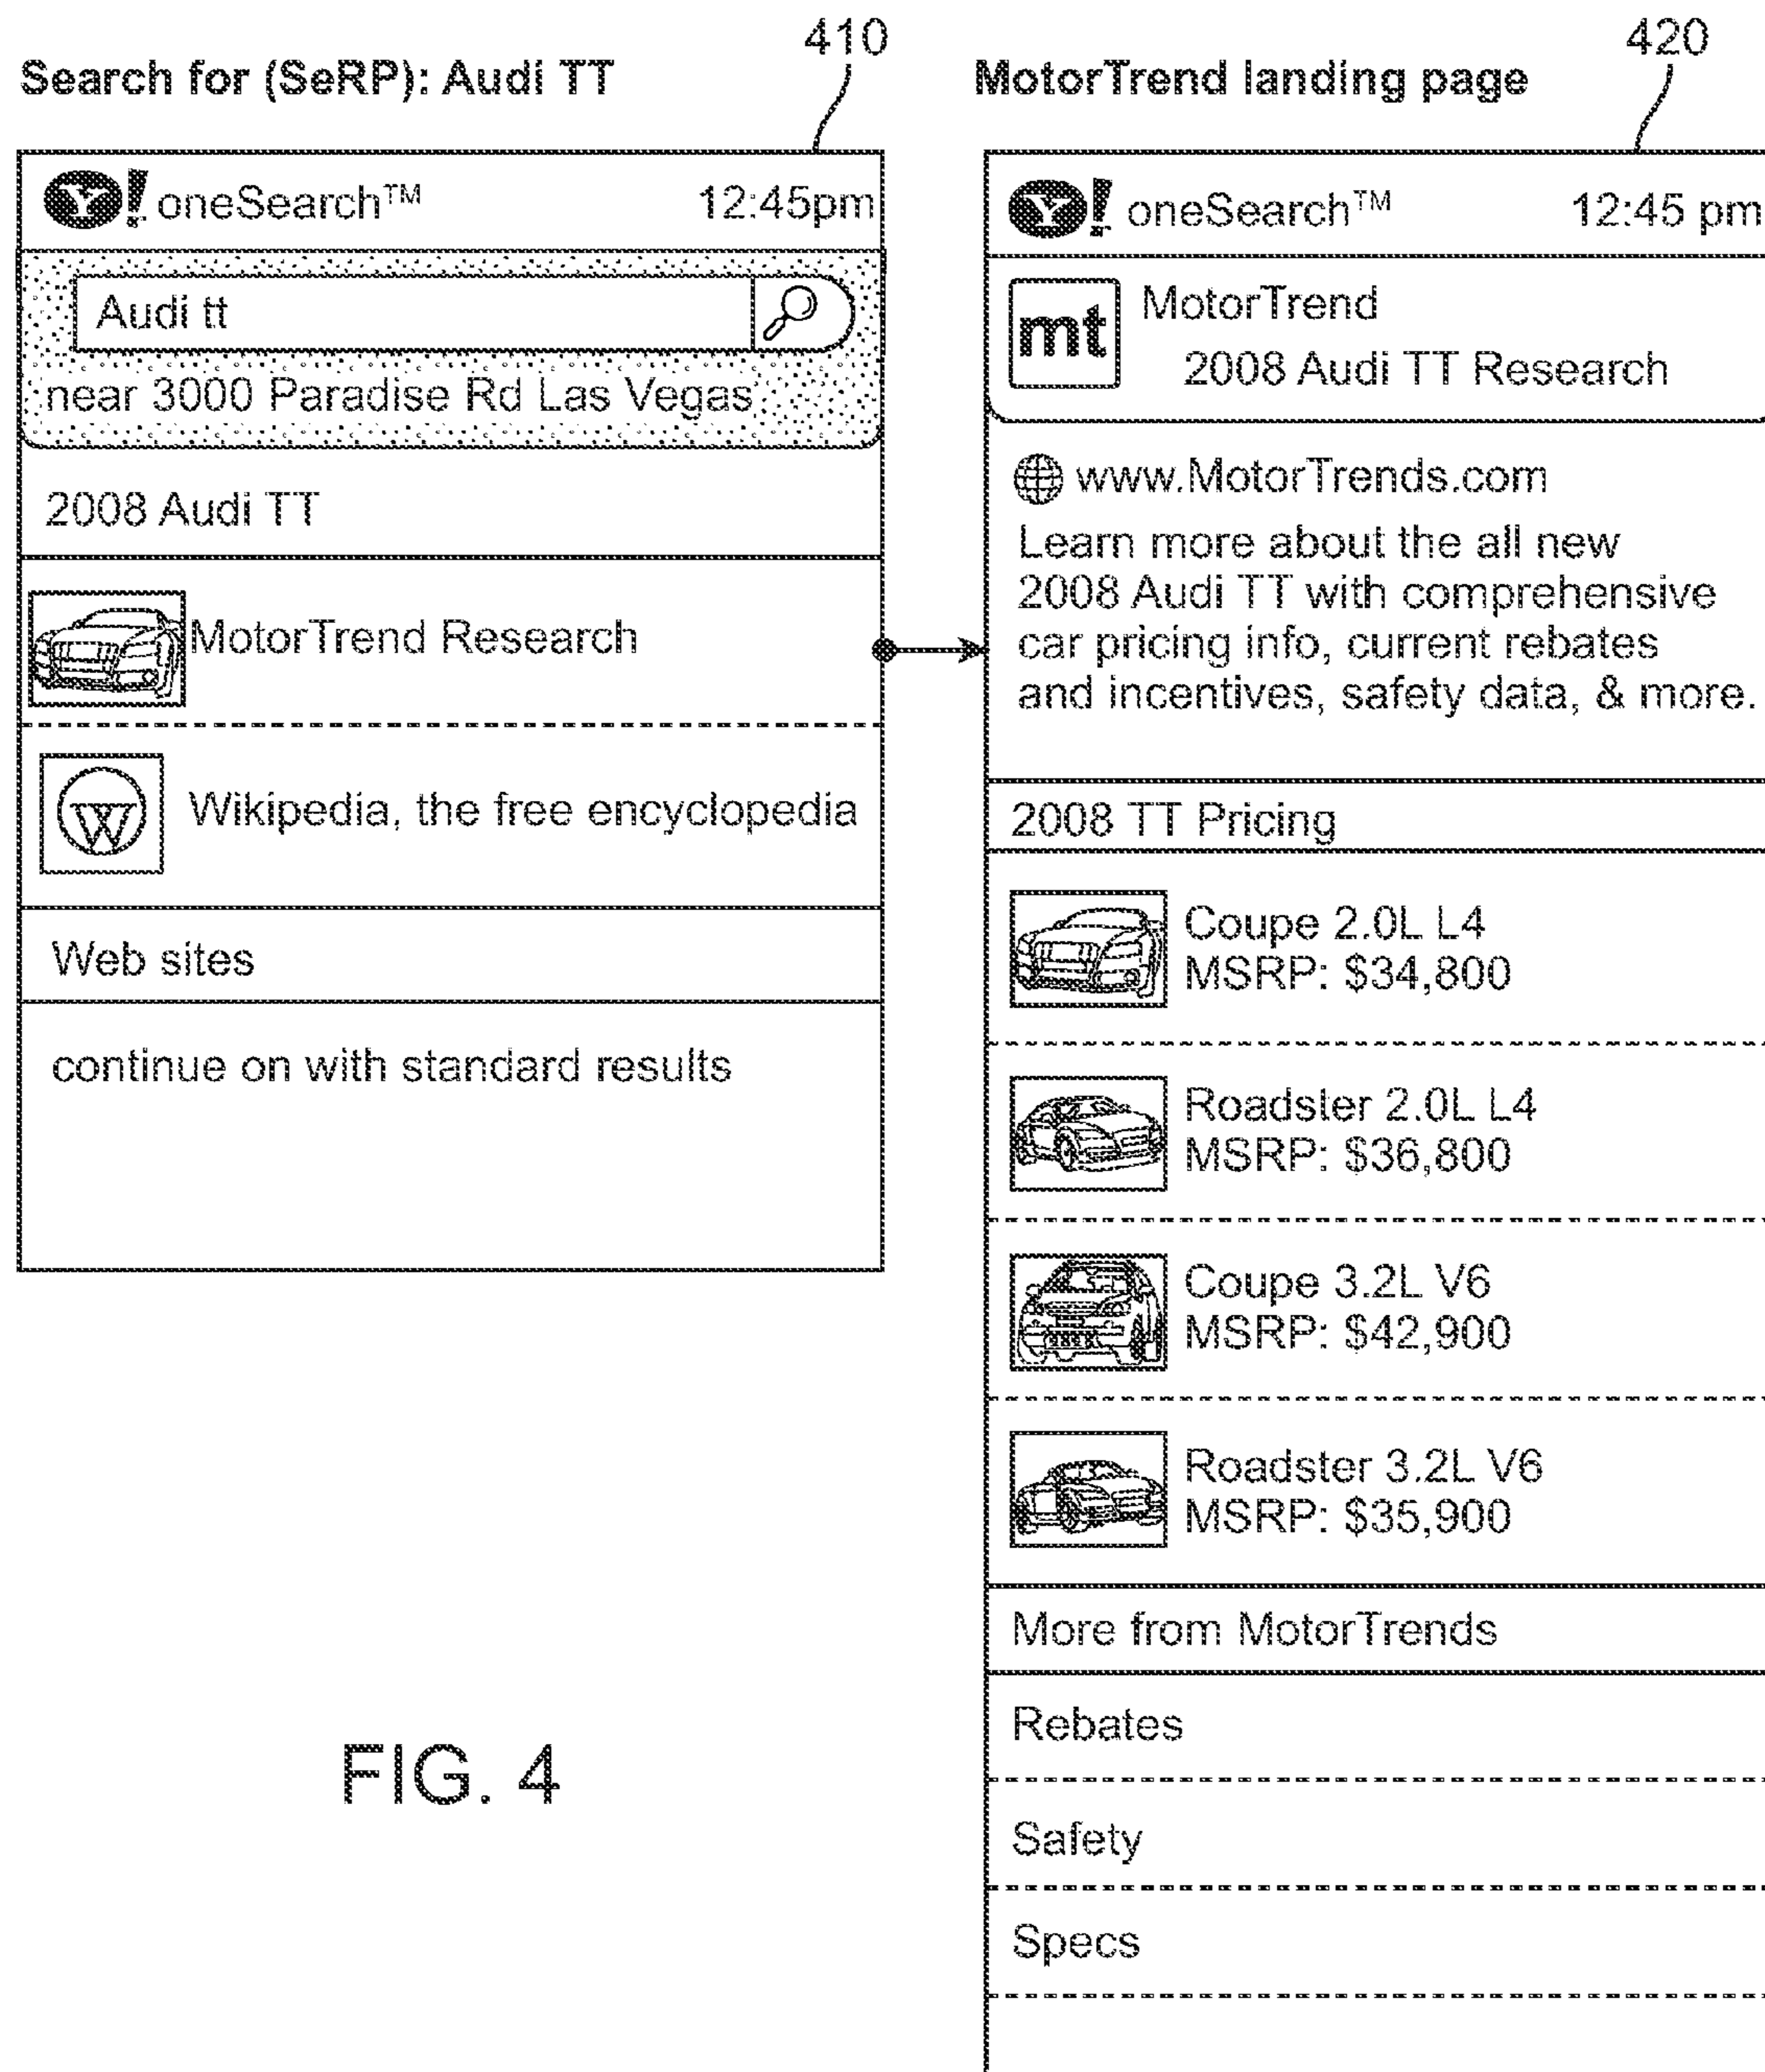 410
Search for (SeRP): Audi TT
Y! oneSearch™ 12:45pm
Audi tt
near 3000 Paradise Rd Las Vegas
2008 Audi TT
MotorTrend Research
W Wikipedia, the free encyclopedia
Web sites
continue on with standard results
FIG. 4
420
MotorTrend landing page
Y! oneSearch™ 12:45 pm
mt MotorTrend
2008 Audi TT Research
www.MotorTrends.com
Learn more about the all new
2008 Audi TT with comprehensive
car pricing info, current rebates
and incentives, safety data, & more.
2008 TT Pricing
Coupe 2.0L L4
MSRP: $34,800
Roadster 2.0L L4
MSRP: $36,800
Coupe 3.2L V6
MSRP: $42,900
Roadster 3.2L V6
MSRP: $35,900
More from MotorTrends
Rebates
Safety
Specs